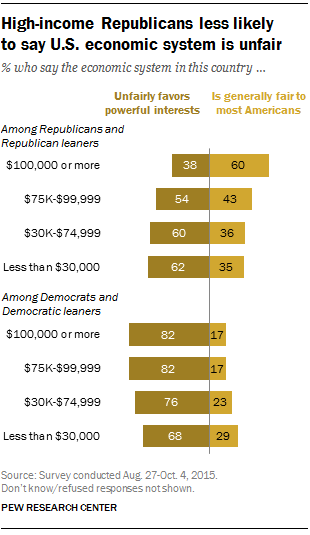 High-income Republicans less likely
to say U.S. economic system is unfair
% who say the economic system in this country ...
Unfairly favors powerful interests
Is generally fair to most Americans
Among Republicans and
Republican leaners
$100,000 or more 38 60
$75K-$99,999 54 43
$30K-$74,999 60 36
Less than $30,000 62 35
Among Democrats and
Democratic leaners
$100,000 or more 82 17
$75K-$99,999 82 17
$30K-$74,999 76 23
Less than $30,000 68 29
Source: Survey conducted Aug. 27-Oct. 4, 2015.
Don't know/refused responses not shown.
PEW RESEARCH CENTER